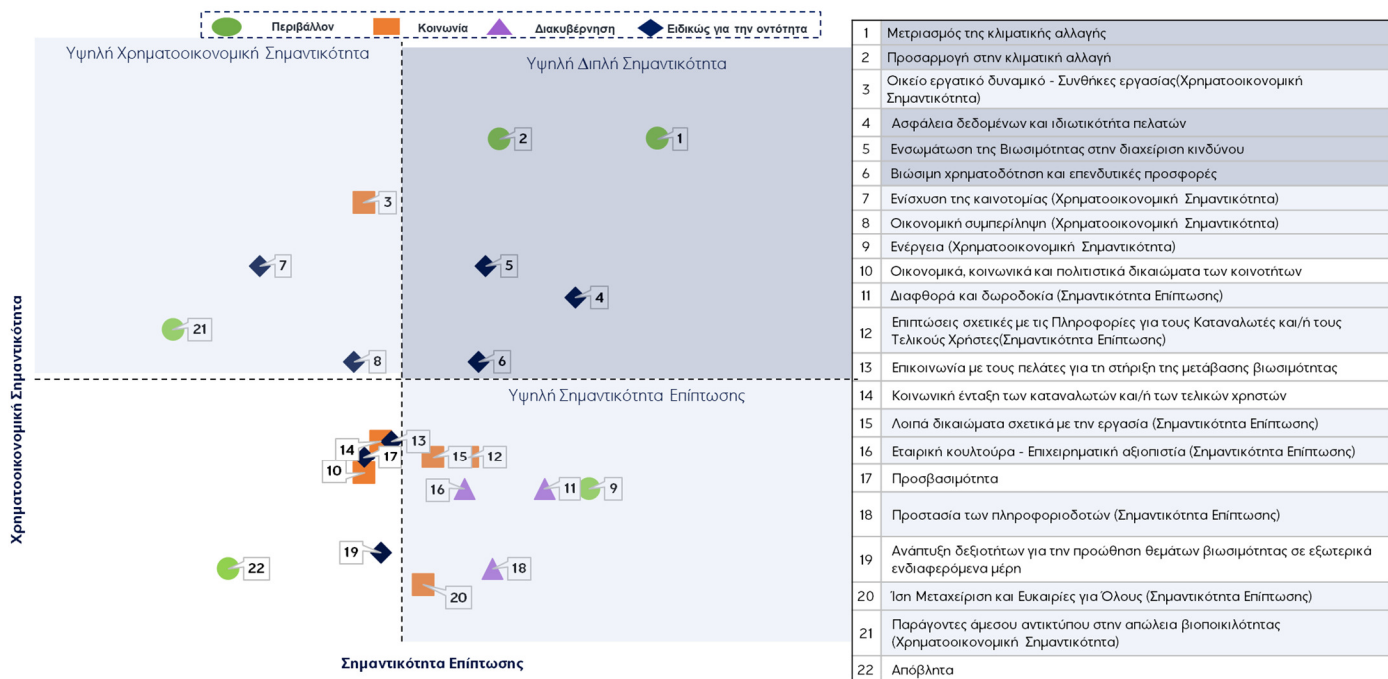 Περιβάλλον Κοινωνία Διακυβέρνηση Ειδικώς για την οντότητα
Υψηλή Χρηματοοικονομική Σημαντικότητα
Υψηλή Διπλή Σημαντικότητα
2
1
3
7
5
4
21
8
6
Υψηλή Σημαντικότητα Επίπτωσης
14
13
17
10
15
12
16
11
9
19
22
18
20
Χρηματοοικονομική Σημαντικότητα
Σημαντικότητα Επίπτωσης
1 Μετριασμός της κλιματικής αλλαγής
2 Προσαρμογή στην κλιματική αλλαγή
3 Οικείο εργατικό δυναμικό - Συνθήκες εργασίας(Χρηματοοικονομική
Σημαντικότητα)
4 Ασφάλεια δεδομένων και ιδιωτικότητα πελατών
5 Ενσωμάτωση της Βιωσιμότητας στην διαχείριση κινδύνου
6 Βιώσιμη χρηματοδότηση και επενδυτικές προσφορές
7 Ενίσχυση της καινοτομίας (Χρηματοοικονομική Σημαντικότητα)
8 Οικονομική συμπερίληψη (Χρηματοοικονομική Σημαντικότητα)
9 Ενέργεια (Χρηματοοικονομική Σημαντικότητα)
10 Οικονομικά, κοινωνικά και πολιτιστικά δικαιώματα των κοινοτήτων
11 Διαφθορά και δωροδοκία (Σημαντικότητα Επίπτωσης)
12 Επιπτώσεις σχετικές με τις Πληροφορίες για τους Καταναλωτές και/ή τους
Τελικούς Χρήστες(Σημαντικότητα Επίπτωσης)
13 Επικοινωνία με τους πελάτες για τη στήριξη της μετάβασης βιωσιμότητας
14 Κοινωνική ένταξη των καταναλωτών και/ή των τελικών χρηστών
15 Λοιπά δικαιώματα σχετικά με την εργασία (Σημαντικότητα Επίπτωσης)
16 Εταιρική κουλτούρα - Επιχειρηματική αξιοπιστία (Σημαντικότητα Επίπτωσης)
17 Προσβασιμότητα
18 Προστασία των πληροφοριοδοτών (Σημαντικότητα Επίπτωσης)
19 Ανάπτυξη δεξιοτήτων για την προώθηση θεμάτων βιωσιμότητας σε εξωτερικά
ενδιαφερόμενα μέρη
20 Ίση Μεταχείριση και Ευκαιρίες για Όλους (Σημαντικότητα Επίπτωσης)
21 Παράγοντες άμεσου αντικτύπου στην απώλεια βιοποικιλότητας
(Χρηματοοικονομική Σημαντικότητα)
22 Απόβλητα